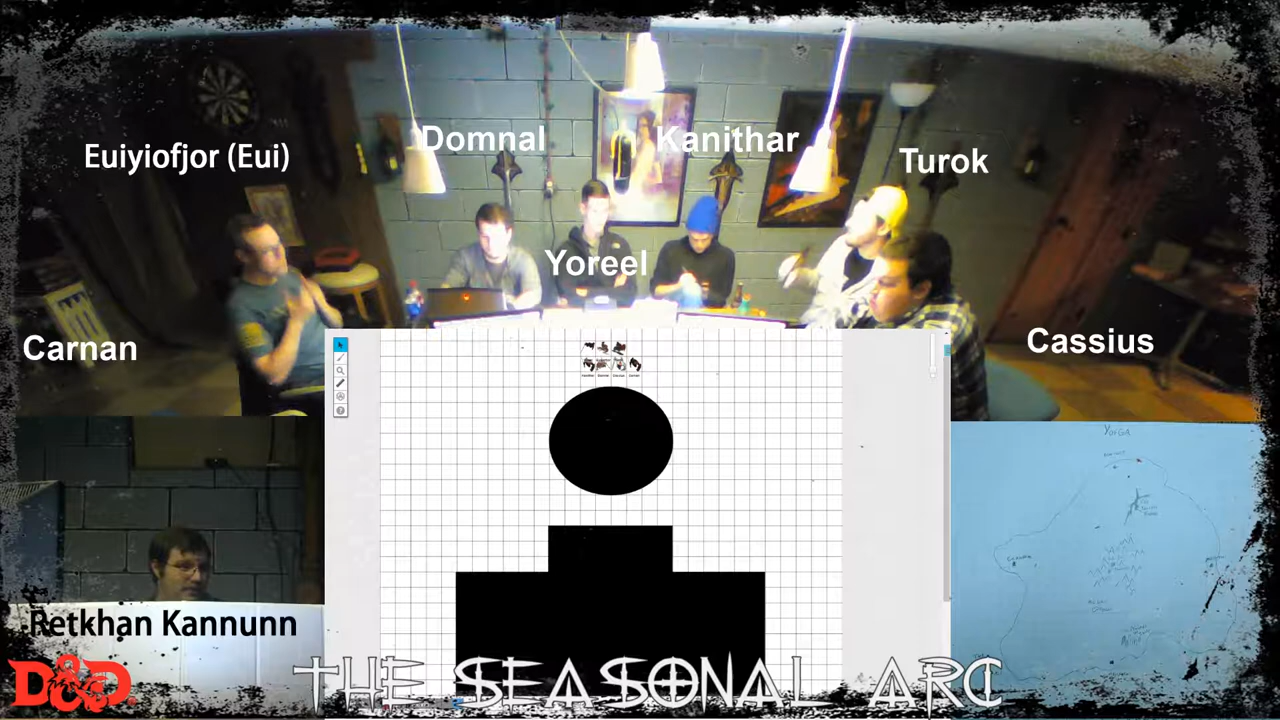 Domnal
Kanithar
Euiyiofjor (Eui)
Turok
Yoreel
Carnan
Cassius
Retkhan Kannunn
D&D
THE SEASONAL ARC